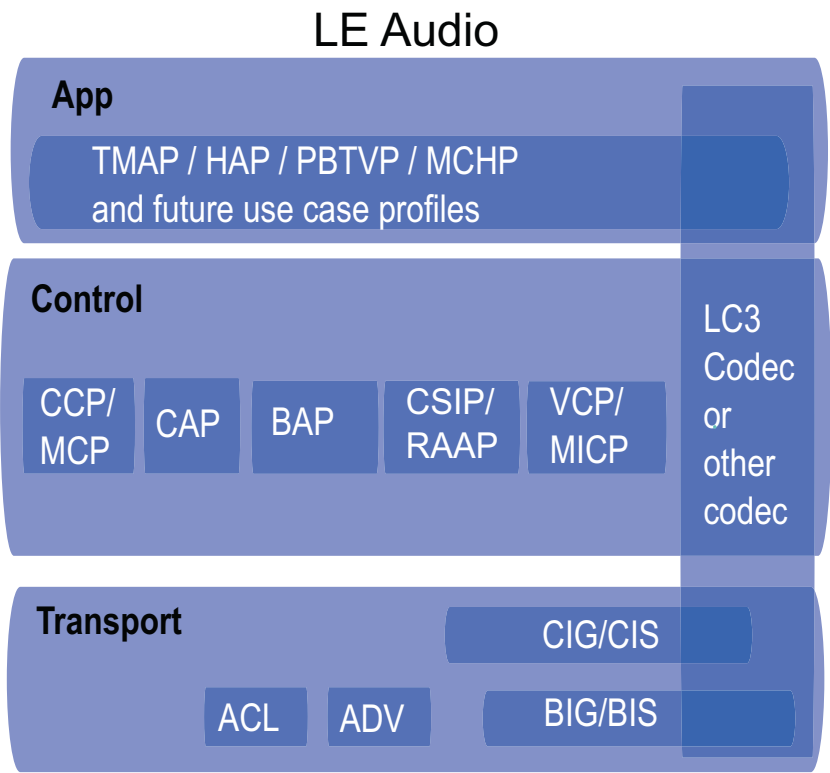 LE Audio
App
TMAP / HAP / PBTVP / MCHP
and future use case profiles
Control
CCP/
MCP
CAP
BAP
CSIP/
RAAP
VCP/
MICP
LC3
Codec
or
other
codec
Transport
CIG/CIS
ACL
ADV
BIG/BIS